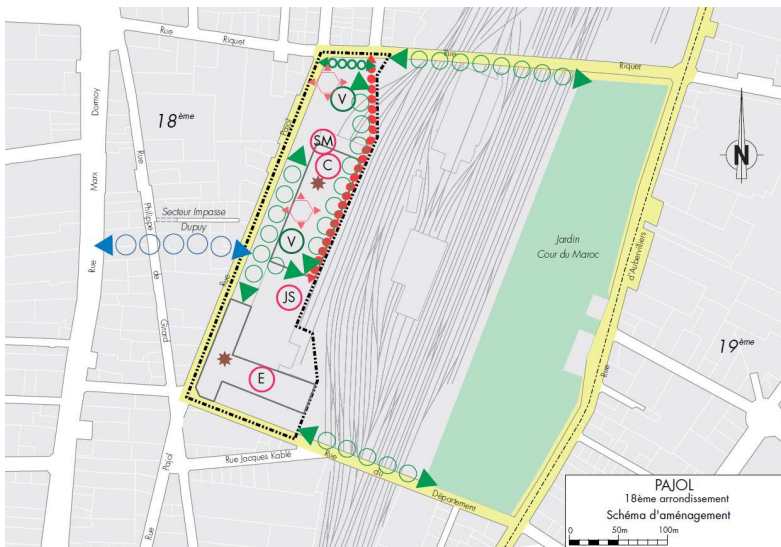 Rue
Riquet
Rue
Riquet
Dormoy
Marx
Rue
18ème
Rue
Philippe
de
Girard
Pajol
Rue
Secteur Impasse
Dupuy
V
SM
C
V
JS
E
Jardin
Cour du Maroc
d'Aubervilliers
Rue
19ème
N
Rue Jacques Kablé
Rue
du
Département
Pajol
Rue
PAJOL
18ème arrondissement
Schéma d'aménagement
0 50m 100m